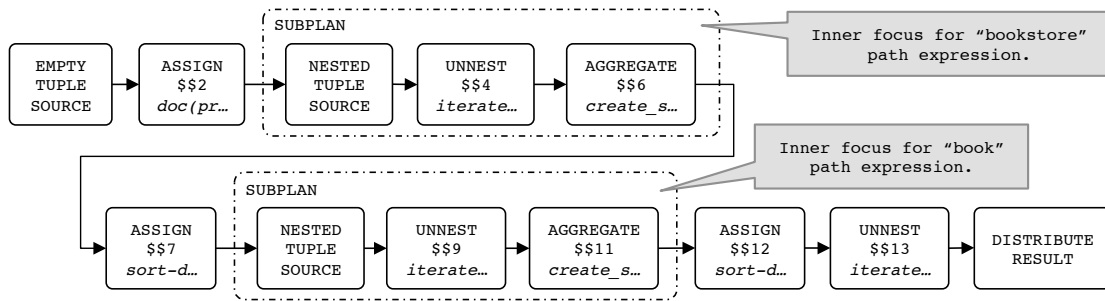 SUBPLAN
Inner focus for “bookstore”
path expression.
EMPTY
TUPLE
SOURCE
ASSIGN
$$2
doc(pr…
NESTED
TUPLE
SOURCE
UNNEST
$$4
iterate…
AGGREGATE
$$6
create_s…
Inner focus for “book”
path expression.
SUBPLAN
ASSIGN
$$7
sort-d…
NESTED
TUPLE
SOURCE
UNNEST
$$9
iterate…
AGGREGATE
$$11
create_s…
ASSIGN
$$12
sort-d…
UNNEST
$$13
iterate…
DISTRIBUTE
RESULT